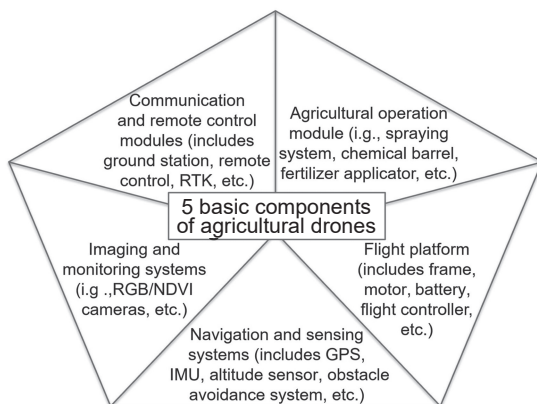 Communication
and remote control
modules (includes
ground station, remote
control, RTK, etc.)
Agricultural operation
module (i.g., spraying
system, chemical barrel,
fertilizer applicator, etc.)
5 basic components
of agricultural drones
Imaging and
monitoring systems
(i.g .,RGB/NDVI
cameras, etc.)
Flight platform
(includes frame,
motor, battery,
flight controller,
etc.)
Navigation and sensing
systems (includes GPS,
IMU, altitude sensor, obstacle
avoidance system, etc.)